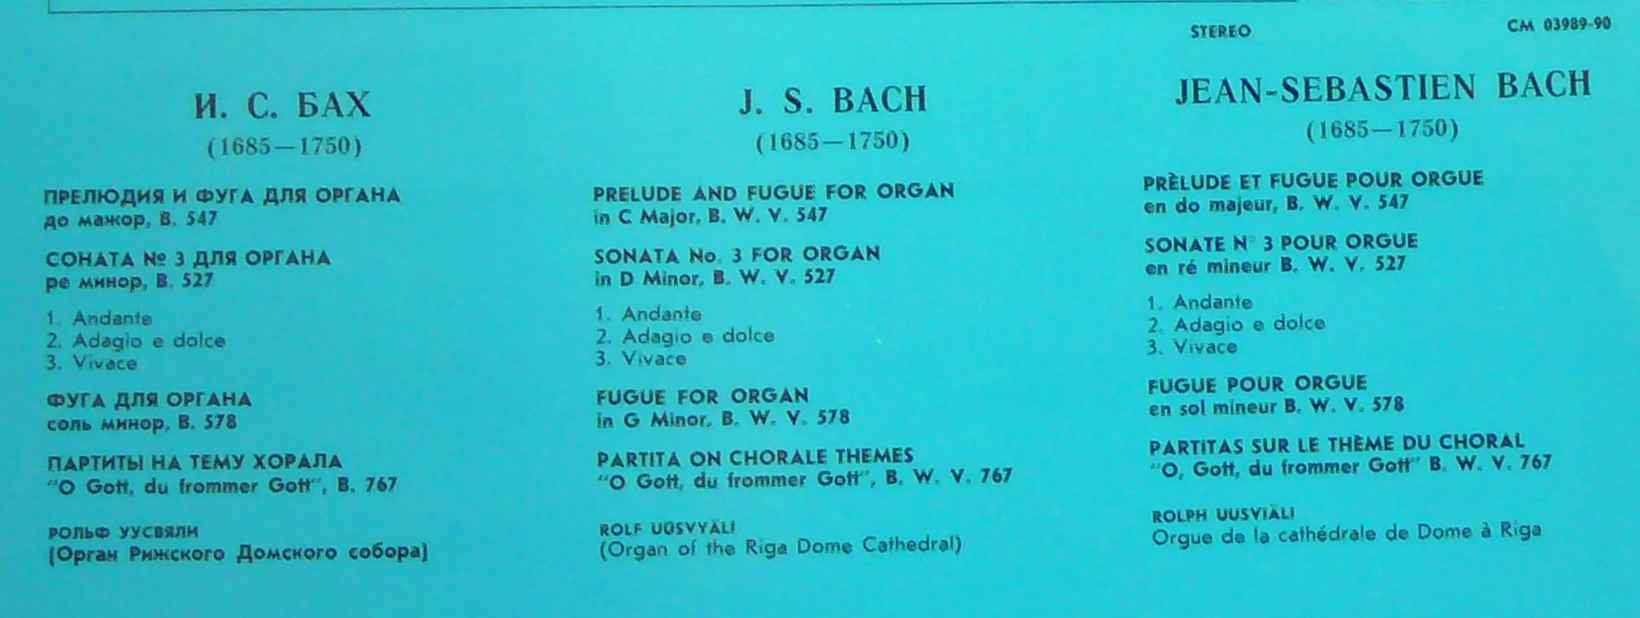 STEREO
СМ 03989-90
И. С. БАХ
(1685—1750)
ПРЕЛЮДИЯ И ФУГА ДЛЯ ОРГАНА
до мажор, В. 547
СОНАТА № 3 ДЛЯ ОРГАНА
ре минор, В. 527
1. Andante
2. Adagio e dolce
3. Vivace
ФУГА ДЛЯ ОРГАНА
соль минор, В. 578
ПАРТИТЫ НА ТЕМУ ХОРАЛА
"O Gott, du frommer Gott", В. 767
РОЛЬФ УУСВЯЛИ
(Орган Рижского Домского собора)
J. S. BACH
(1685—1750)
PRELUDE AND FUGUE FOR ORGAN
in C Major, B. W. V. 547
SONATA No. 3 FOR ORGAN
in D Minor, B. W. V. 527
1. Andante
2. Adagio e dolce
3. Vivace
FUGUE FOR ORGAN
in G Minor, B. W. V. 578
PARTITA ON CHORALE THEMES
"O Gott, du frommer Gott", B. W. V. 767
ROLF UUSVYÄLI
(Organ of the Riga Dome Cathedral)
JEAN-SEBASTIEN BACH
(1685—1750)
PRÈLUDE ET FUGUE POUR ORGUE
en do majeur, B. W. V. 547
SONATE N° 3 POUR ORGUE
en ré mineur B. W. V. 527
1. Andante
2. Adagio e dolce
3. Vivace
FUGUE POUR ORGUE
en sol mineur B. W. V. 578
PARTITAS SUR LE THÈME DU CHORAL
"O, Gott, du frommer Gott" B. W. V. 767
ROLPH UUSVIÄLI
Orgue de la cathédrale de Dome à Riga